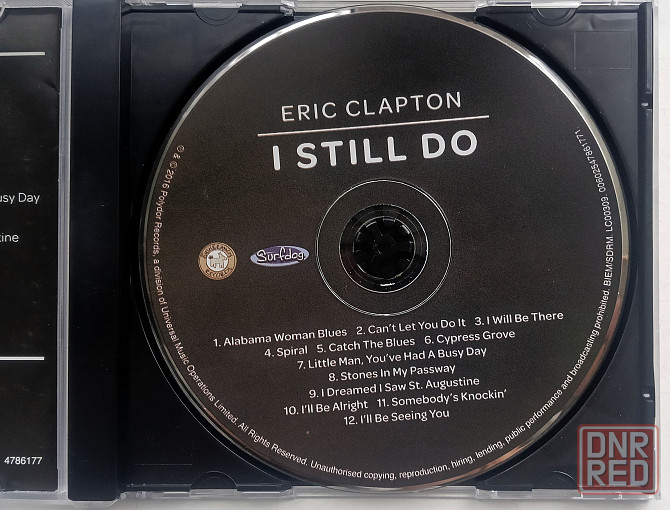 usy Day
tine
4786177
ERIC CLAPTON
I STILL DO
Surfdog
1. Alabama Woman Blues 2. Can't Let You Do It 3. I Will Be There
4. Spiral 5. Catch The Blues 6. Cypress Grove
7. Little Man, You've Had A Busy Day
8. Stones In My Passway
9. I Dreamed I Saw St. Augustine
10. I'll Be Alright 11. Somebody's Knockin'
12. I'll Be Seeing You
℗ & © 2016 Polydor Records, a division of Universal Music Operations Limited. All Rights Reserved. Unauthorised copying, reproduction, hiring, lending, public performance and broadcasting prohibited. BIEM/SDRM. LC00309. 00602547861771
DNR
RED